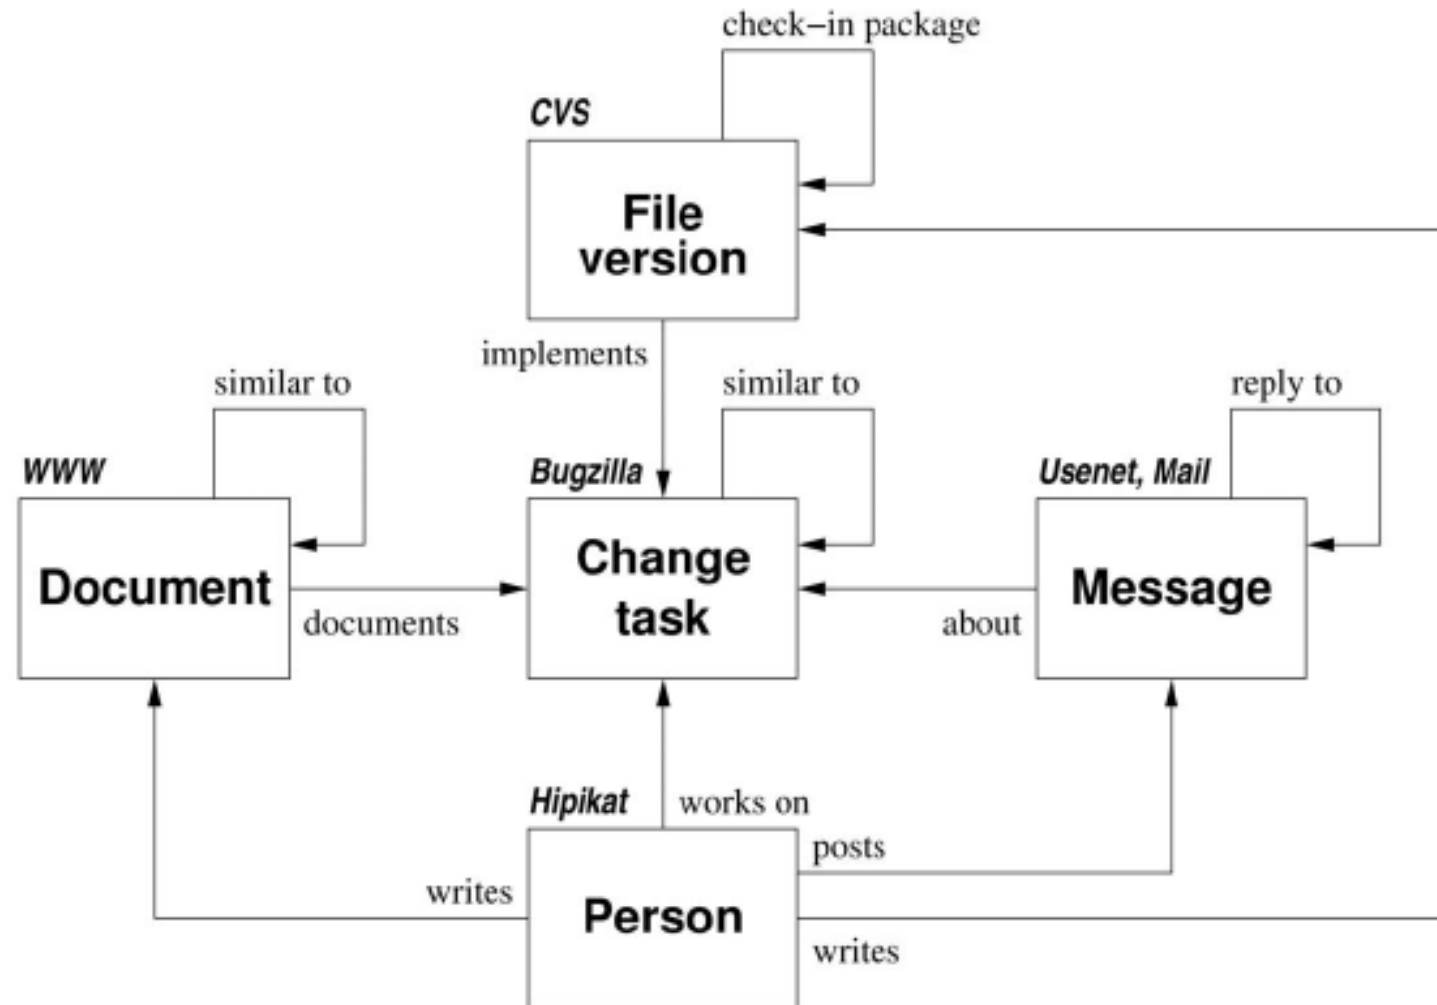 check−in package
CVS
File
version
implements
similar to
similar to
reply to
WWW
Bugzilla
Usenet, Mail
Document
Change
task
Message
documents
about
Hipikat
works on
posts
writes
Person
writes